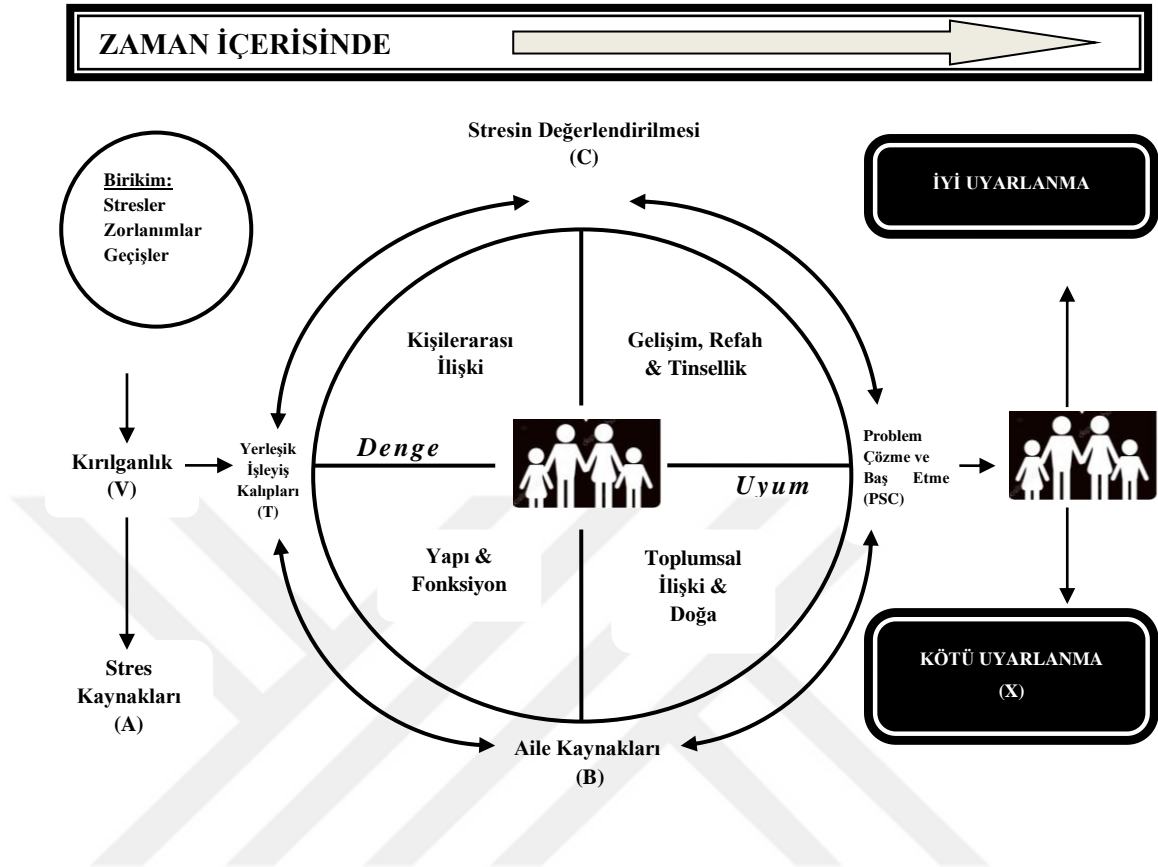 ZAMAN İÇERİSİNDE
Stresin Değerlendirilmesi
(C)
Birikim:
Stresler
Zorlanımlar
Geçişler
İYİ UYARLANMA
Kişilerarası
İlişki
Gelişim, Refah
& Tinsellik
Kırılganlık
(V)
Yerleşik
İşleyiş
Kalıpları
(T)
Denge
Uyum
Problem
Çözme ve
Baş Etme
(PSC)
Yapı &
Fonksiyon
Toplumsal
İlişki &
Doğa
Stres
Kaynakları
(A)
KÖTÜ UYARLANMA
(X)
Aile Kaynakları
(B)